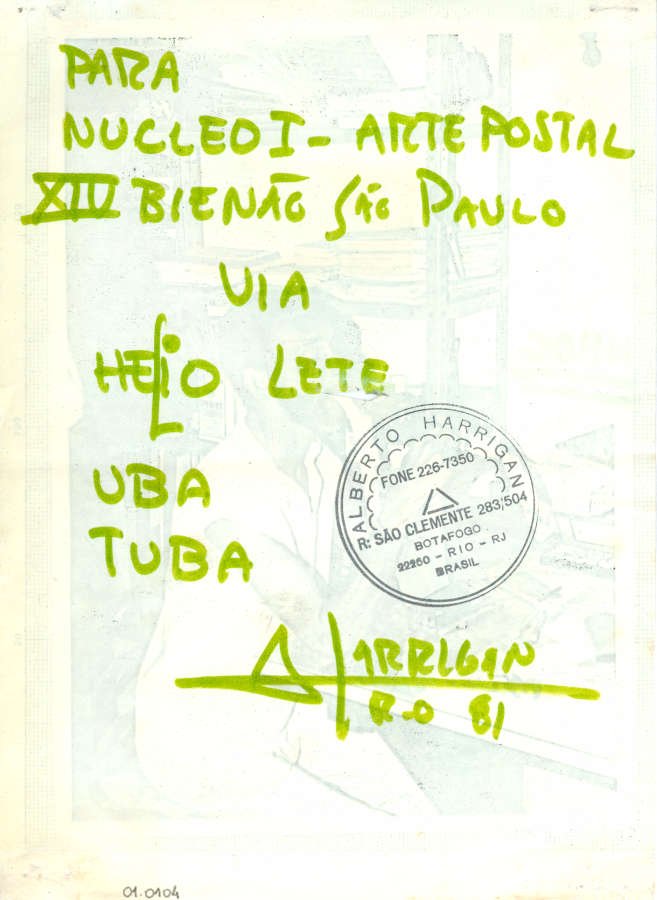 PARA
NUCLEO I - ARTE POSTAL
XIV BIENÃO São PAULO
VIA
HELiO LETE
UBA
TUBA
ALBERTO HARRIGAN
FONE 226-7350
R: SÃO CLEMENTE 283/504
BOTAFOGO
22260 - RIO - RJ
BRASIL
HARRIGAN
RIO 81
01.0104